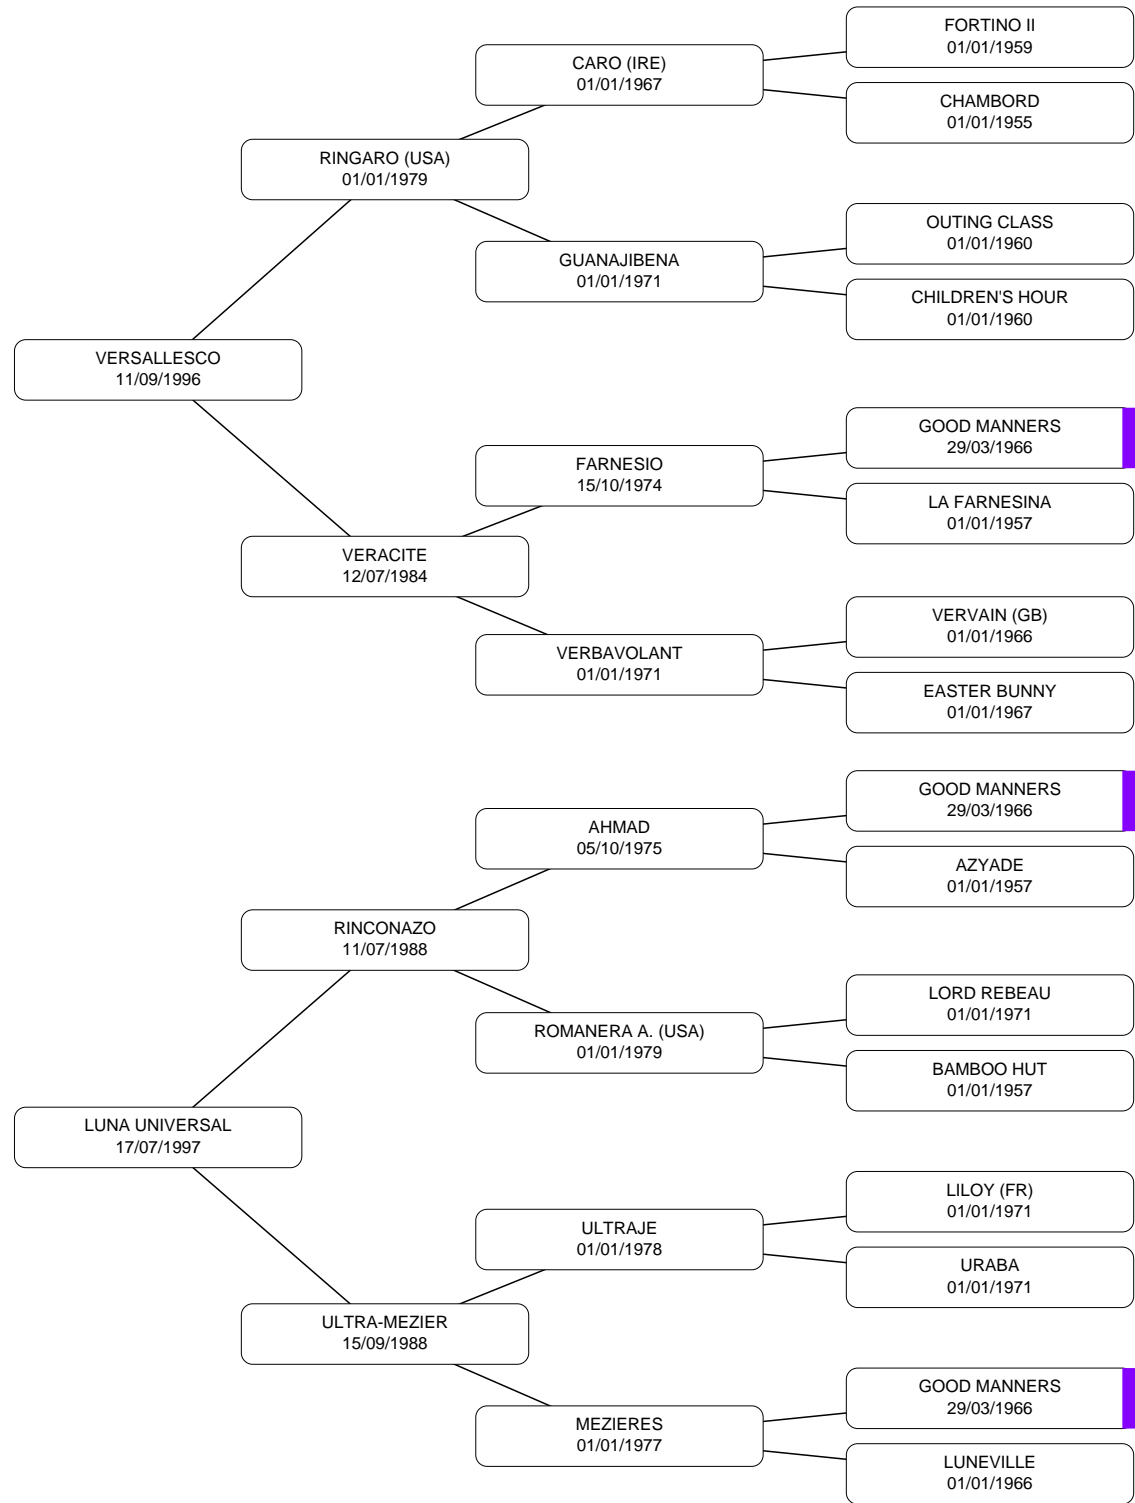 FORTINO II
01/01/1959
CARO (IRE)
01/01/1967
CHAMBORD
01/01/1955
RINGARO (USA)
01/01/1979
OUTING CLASS
01/01/1960
GUANAJIBENA
01/01/1971
CHILDREN'S HOUR
01/01/1960
VERSALLESCO
11/09/1996
GOOD MANNERS
29/03/1966
FARNESIO
15/10/1974
LA FARNESINA
01/01/1957
VERACITE
12/07/1984
VERVAIN (GB)
01/01/1966
VERBAVOLANT
01/01/1971
EASTER BUNNY
01/01/1967
GOOD MANNERS
29/03/1966
AHMAD
05/10/1975
AZYADE
01/01/1957
RINCONAZO
11/07/1988
LORD REBEAU
01/01/1971
ROMANERA A. (USA)
01/01/1979
BAMBOO HUT
01/01/1957
LUNA UNIVERSAL
17/07/1997
LILOY (FR)
01/01/1971
ULTRAJE
01/01/1978
URABA
01/01/1971
ULTRA-MEZIER
15/09/1988
GOOD MANNERS
29/03/1966
MEZIERES
01/01/1977
LUNEVILLE
01/01/1966